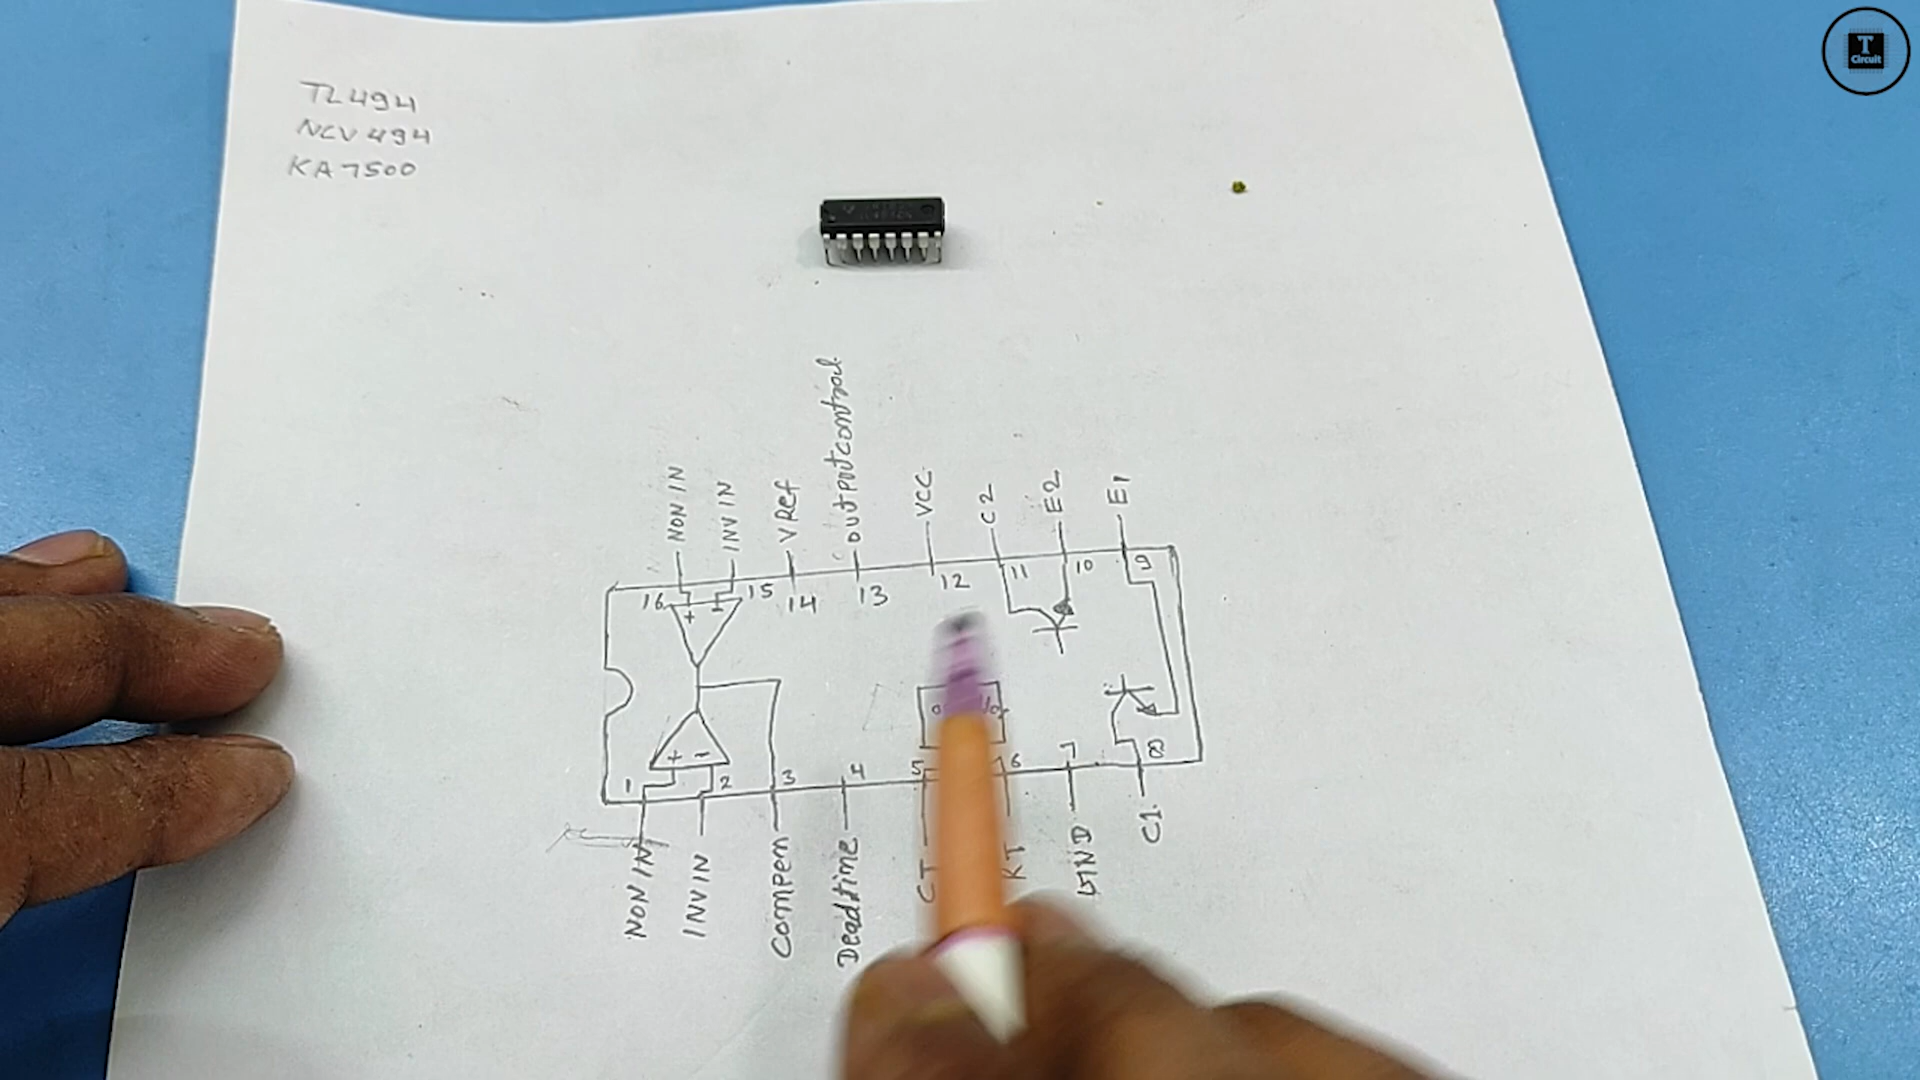 TL494
NCV494
KA7500
NON IN
INV IN
VRef
outputcontrol
VCC
C2
E2
E1
16
15
14
13
12
11
10
9
+
-
+
-
1
2
3
4
5
6
7
8
NON IN
INV IN
Compen
Deadtime
CT
RT
GND
C1
T
Circuit